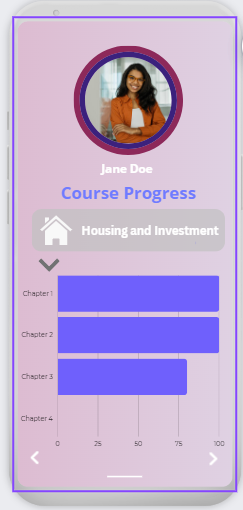 Jane Doe
Course Progress
Housing and Investment
Chapter 1
Chapter 2
Chapter 3
Chapter 4
0 25 50 75 100